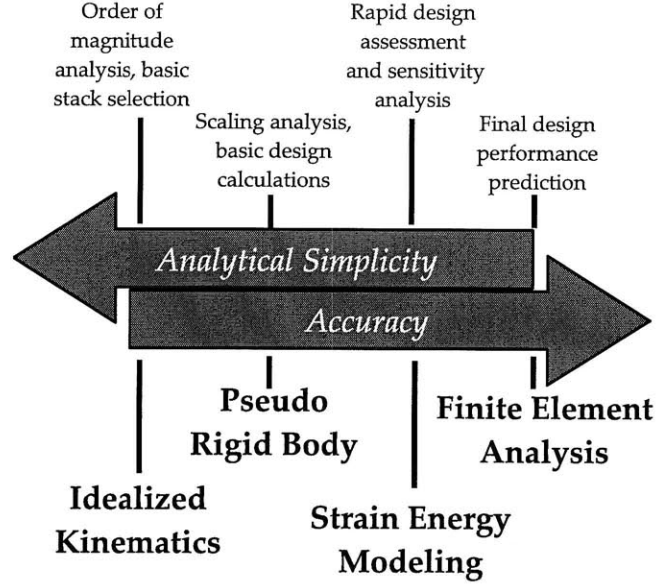 Order of
magnitude
analysis, basic
stack selection
Scaling analysis,
basic design
calculations
Rapid design
assessment
and sensitivity
analysis
Final design
performance
prediction
Analytical Simplicity
Accuracy
Idealized
Kinematics
Pseudo
Rigid Body
Strain Energy
Modeling
Finite Element
Analysis